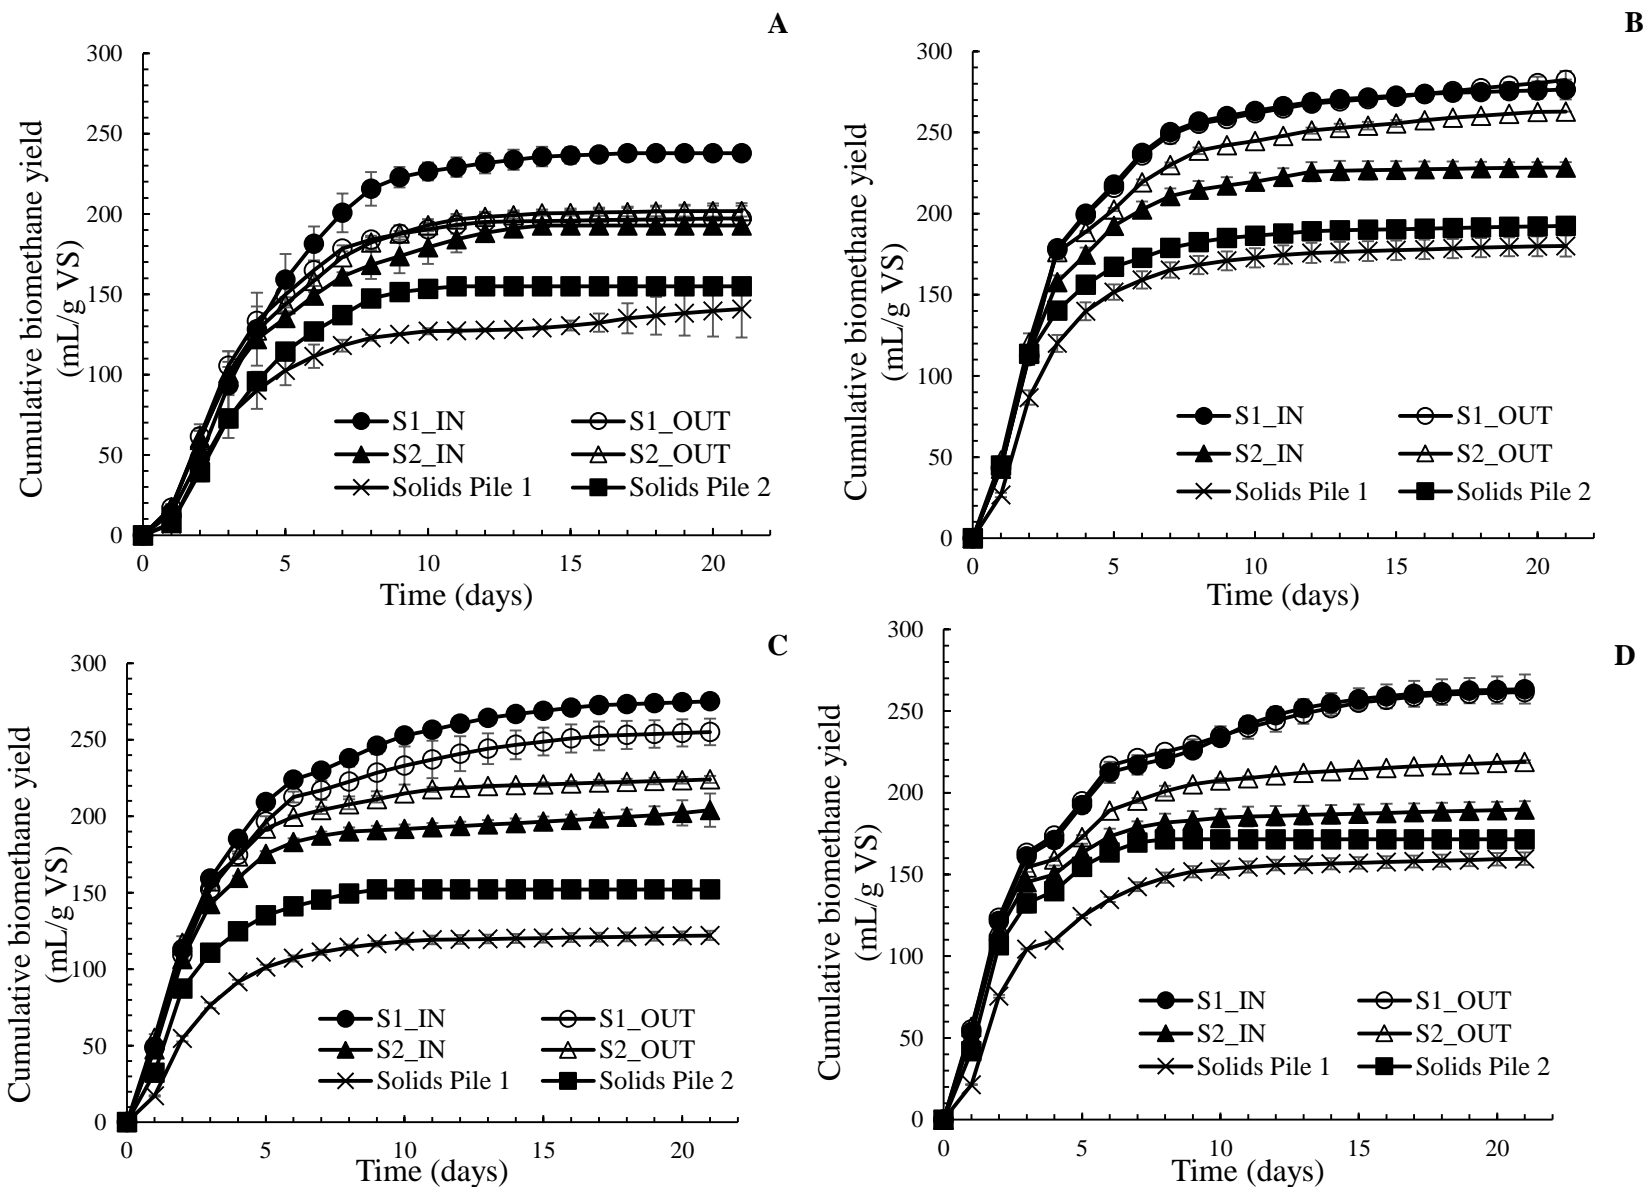 A
300
250
200
150
100
50
0
Cumulative biomethane yield
(mL/g VS)
S1_IN
S1_OUT
S2_IN
S2_OUT
Solids Pile 1
Solids Pile 2
0 5 10 15 20
Time (days)
B
300
250
200
150
100
50
0
Cumulative biomethane yield
(mL/g VS)
S1_IN
S1_OUT
S2_IN
S2_OUT
Solids Pile 1
Solids Pile 2
0 5 10 15 20
Time (days)
C
300
250
200
150
100
50
0
Cumulative biomethane yield
(mL/g VS)
S1_IN
S1_OUT
S2_IN
S2_OUT
Solids Pile 1
Solids Pile 2
0 5 10 15 20
Time (days)
D
300
250
200
150
100
50
0
Cumulative biomethane yield
(mL/g VS)
S1_IN
S1_OUT
S2_IN
S2_OUT
Solids Pile 1
Solids Pile 2
0 5 10 15 20
Time (days)